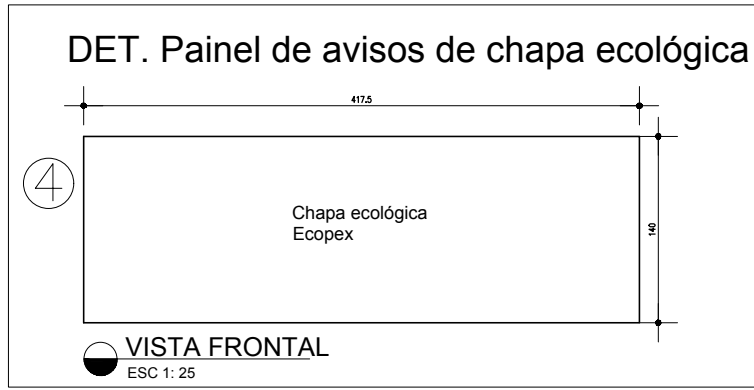 DET. Painel de avisos de chapa ecológica
417.5
4
Chapa ecológica
Ecopex
140
VISTA FRONTAL
ESC 1: 25